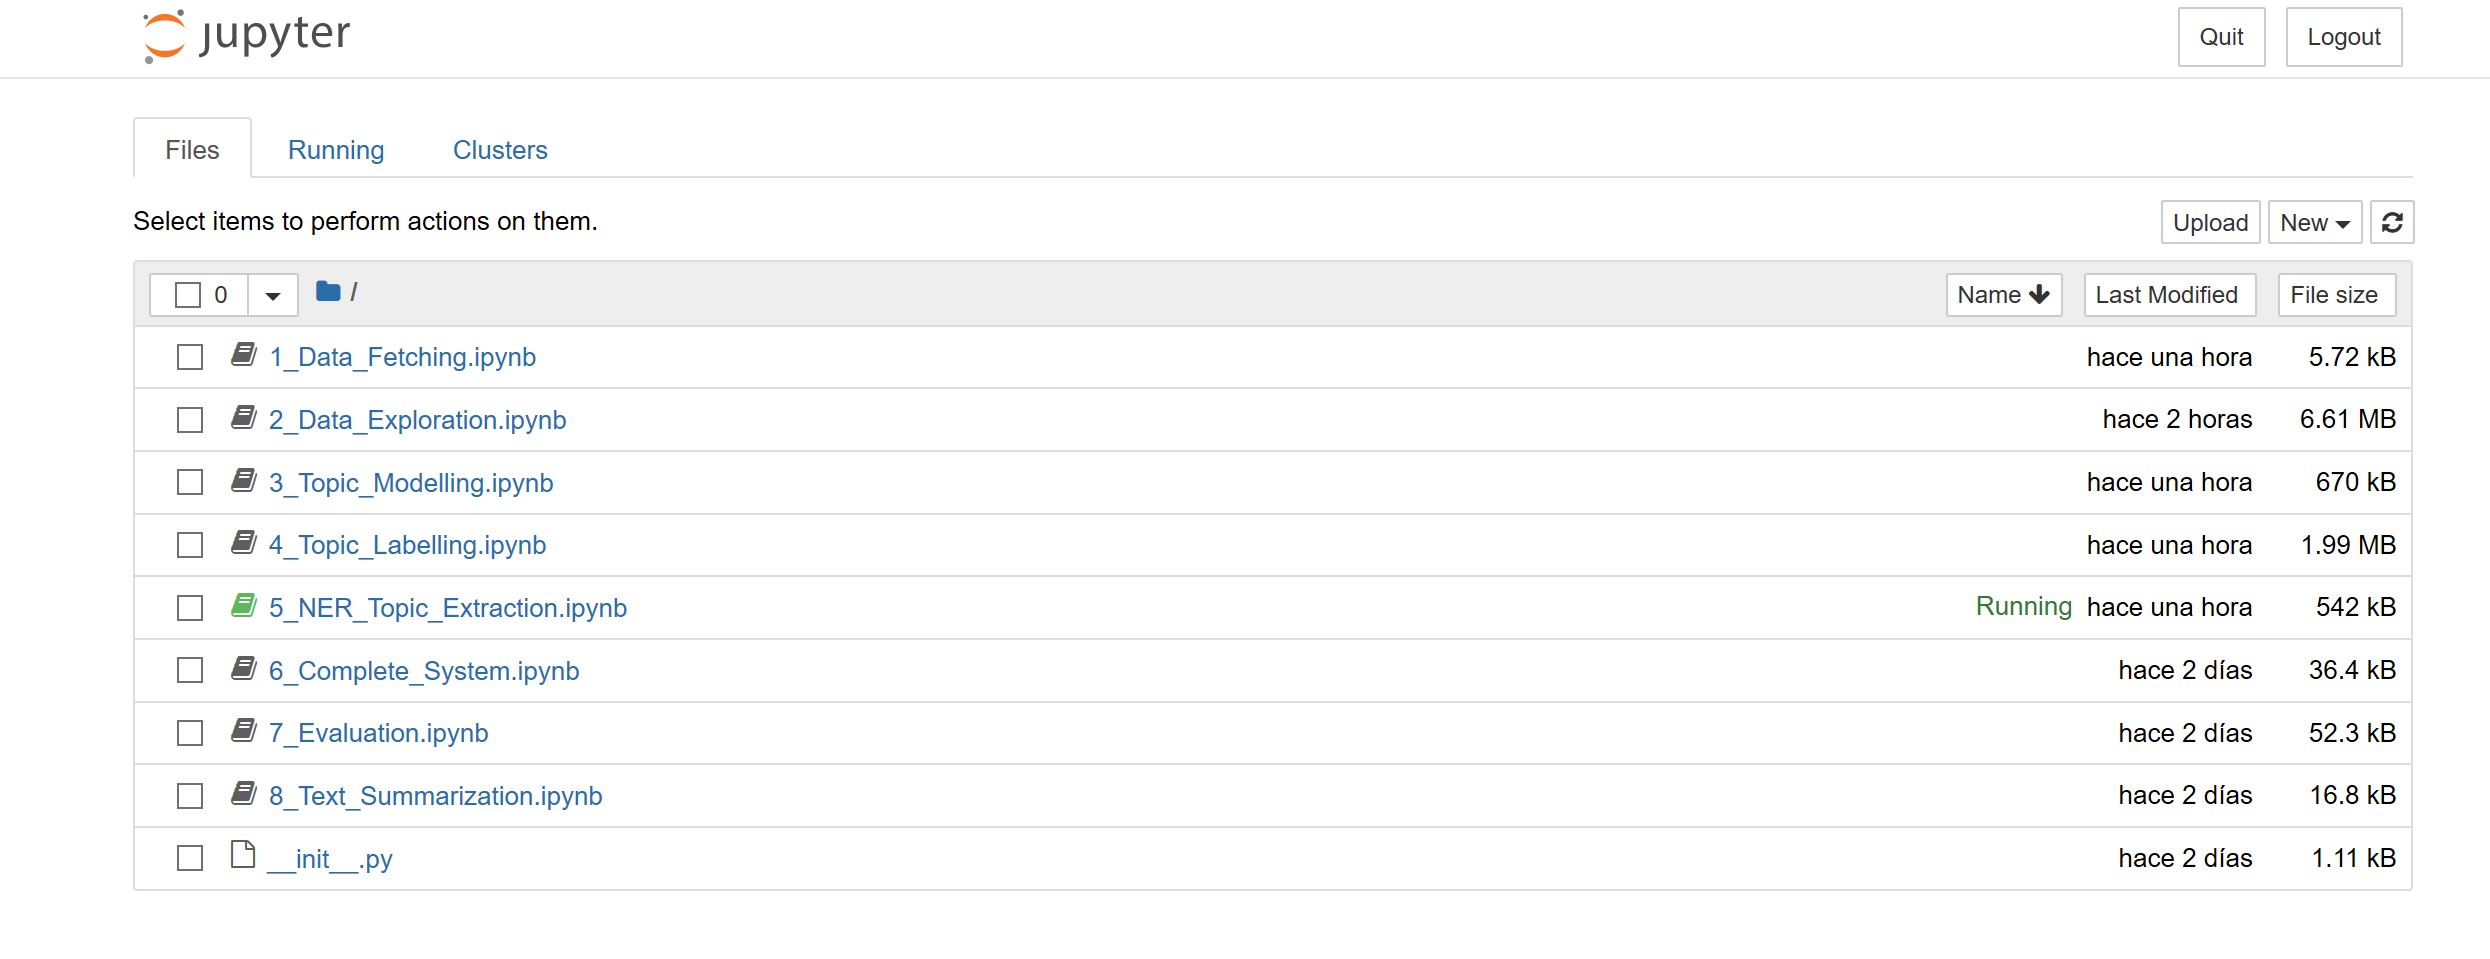 jupyter Quit Logout
Files Running Clusters
Select items to perform actions on them. Upload New
0 / Name Last Modified File size
1_Data_Fetching.ipynb hace una hora 5.72 kB
2_Data_Exploration.ipynb hace 2 horas 6.61 MB
3_Topic_Modelling.ipynb hace una hora 670 kB
4_Topic_Labelling.ipynb hace una hora 1.99 MB
5_NER_Topic_Extraction.ipynb Running hace una hora 542 kB
6_Complete_System.ipynb hace 2 días 36.4 kB
7_Evaluation.ipynb hace 2 días 52.3 kB
8_Text_Summarization.ipynb hace 2 días 16.8 kB
__init__.py hace 2 días 1.11 kB